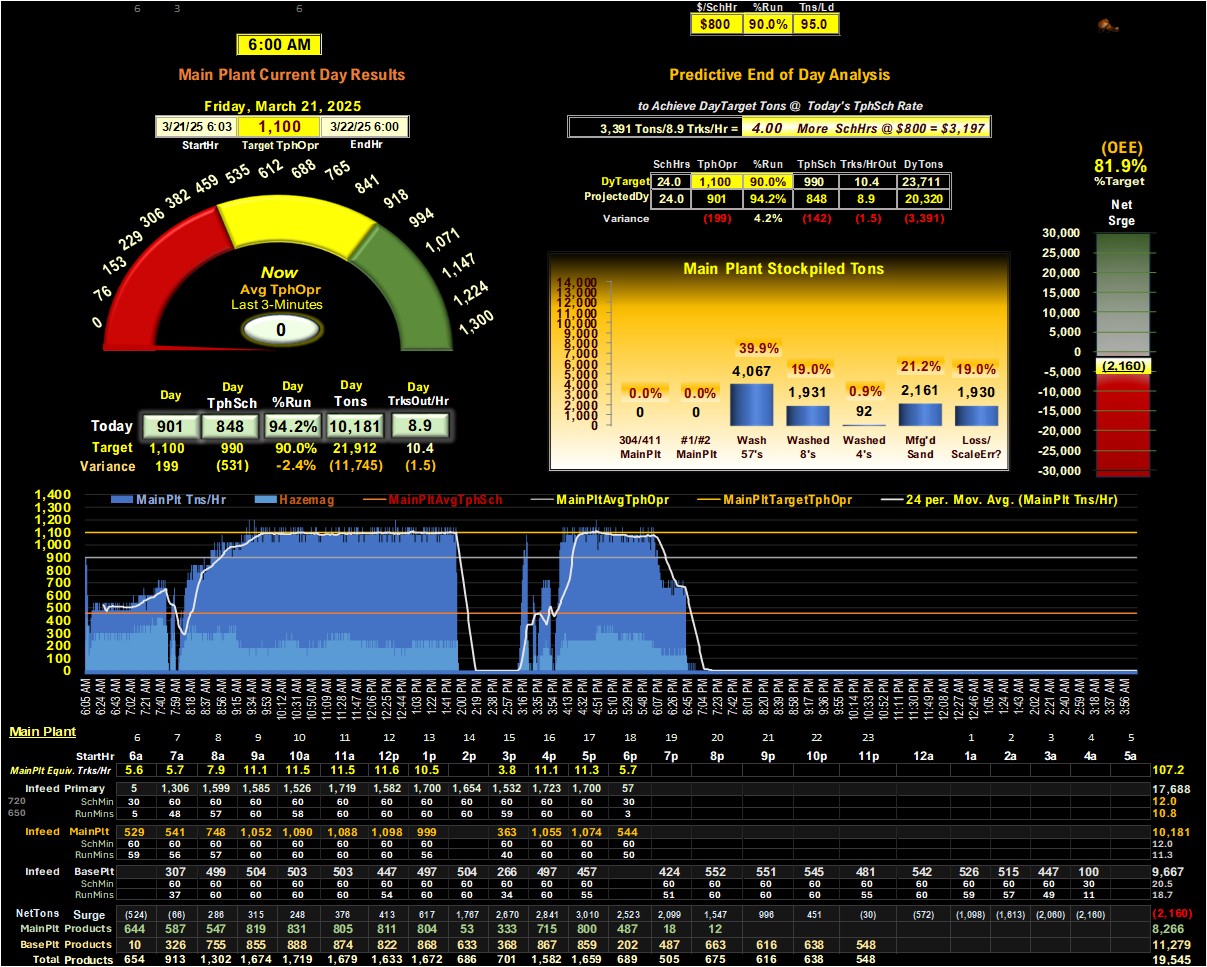 6 3 6
$/SchHr %Run Tns/Ld
$800 90.0% 95.0
6:00 AM
Main Plant Current Day Results
Predictive End of Day Analysis
Friday, March 21, 2025
to Achieve DayTarget Tons @ Today's TphSch Rate
3/21/25 6:03 1,100 3/22/25 6:00
StartHr Target TphOpr EndHr
3,391 Tons/8.9 Trks/Hr = 4.00 More SchHrs @ $800 = $3,197
(OEE)
81.9%
%Target
SchHrs TphOpr %Run TphSch Trks/HrOut DyTons
DyTarget 24.0 1,100 90.0% 990 10.4 23,711
ProjectedDy 24.0 901 94.2% 848 8.9 20,320
Variance (199) 4.2% (142) (1.5) (3,391)
0 76 153 229 306 382 459 535 612 688 765 841 918 994 1,071 1,147 1,224 1,300
Now
Avg TphOpr
Last 3-Minutes
0
Net
Srge
30,000
25,000
20,000
15,000
10,000
5,000
0
(2,160)
-5,000
-10,000
-15,000
-20,000
-25,000
-30,000
Main Plant Stockpiled Tons
14,000
13,000
12,000
11,000
10,000
9,000
8,000
7,000
6,000
5,000
4,000
3,000
2,000
1,000
0
0.0% 0.0% 39.9% 19.0% 0.9% 21.2% 19.0%
0 0 4,067 1,931 92 2,161 1,930
304/411 #1/#2 Wash Washed Washed Mfg'd Loss/
MainPlt MainPlt 57's 8's 4's Sand ScaleErr?
Day Day Day Day Day
TphSch %Run Tons TrksOut/Hr
Today 901 848 94.2% 10,181 8.9
Target 1,100 990 90.0% 21,912 10.4
Variance 199 (531) -2.4% (11,745) (1.5)
MainPlt Tns/Hr Hazemag MainPltAvgTphSch MainPltAvgTphOpr MainPltTargetTphOpr 24 per. Mov. Avg. (MainPlt Tns/Hr)
1,400
1,300
1,200
1,100
1,000
900
800
700
600
500
400
300
200
100
0
6:05 AM 6:24 AM 6:43 AM 7:02 AM 7:21 AM 7:40 AM 7:59 AM 8:18 AM 8:37 AM 8:56 AM 9:15 AM 9:34 AM 9:53 AM 10:12 AM 10:31 AM 10:50 AM 11:09 AM 11:28 AM 11:47 AM 12:06 PM 12:25 PM 12:44 PM 1:03 PM 1:22 PM 1:41 PM 2:00 PM 2:19 PM 2:38 PM 2:57 PM 3:16 PM 3:35 PM 3:54 PM 4:13 PM 4:32 PM 4:51 PM 5:10 PM 5:29 PM 5:48 PM 6:07 PM 6:26 PM 6:45 PM 7:04 PM 7:23 PM 7:42 PM 8:01 PM 8:20 PM 8:39 PM 8:58 PM 9:17 PM 9:36 PM 9:55 PM 10:14 PM 10:33 PM 10:52 PM 11:11 PM 11:30 PM 11:49 PM 12:08 AM 12:27 AM 12:46 AM 1:05 AM 1:24 AM 1:43 AM 2:02 AM 2:21 AM 2:40 AM 2:59 AM 3:18 AM 3:37 AM 3:56 AM
Main Plant 6 7 8 9 10 11 12 13 14 15 16 17 18 19 20 21 22 23 1 2 3 4 5
StartHr 6a 7a 8a 9a 10a 11a 12p 10p 2p 3p 4p 5p 6p 7p 8p 9p 10p 11p 12a 1a 2a 3a 4a 5a
MainPlt Equiv. Trks/Hr 5.6 5.7 7.9 11.1 11.5 11.5 11.6 10.5 3.8 11.1 11.3 5.7 107.2
Infeed Primary 5 1,306 1,599 1,585 1,526 1,719 1,582 1,700 1,654 1,532 1,723 1,700 57 17,688
720 SchMin 30 60 60 60 60 60 60 60 60 60 60 60 30 12.0
650 RunMins 5 48 57 60 58 60 60 60 60 59 60 60 3 10.8
Infeed MainPlt 529 541 748 1,052 1,090 1,088 1,098 999 363 1,055 1,074 544 10,181
SchMin 60 60 60 60 60 60 60 60 60 60 60 60 12.0
RunMins 59 56 57 60 60 60 60 56 40 60 60 50 11.3
Infeed BasePlt 307 499 504 503 503 447 497 504 266 497 457 424 552 551 545 481 542 526 515 447 100 9,667
SchMin 60 60 60 60 60 60 60 60 60 60 60 60 60 60 60 60 60 60 60 60 30 20.5
RunMins 37 60 60 60 60 54 60 60 34 60 55 51 60 60 60 55 60 59 57 49 11 18.7
NetTons Surge (524) (66) 286 315 248 376 413 617 1,767 2,670 2,841 3,010 2,523 2,099 1,547 996 451 (30) (572) (1,098) (1,613) (2,060) (2,160) (2,160)
MainPlt Products 644 587 547 819 831 805 811 804 53 333 715 800 487 18 12 8,266
BasePlt Products 10 326 755 855 888 874 822 868 633 368 867 859 202 487 663 616 638 548 11,279
Total Products 654 913 1,302 1,674 1,719 1,679 1,633 1,672 686 701 1,582 1,659 689 505 675 616 638 548 19,545